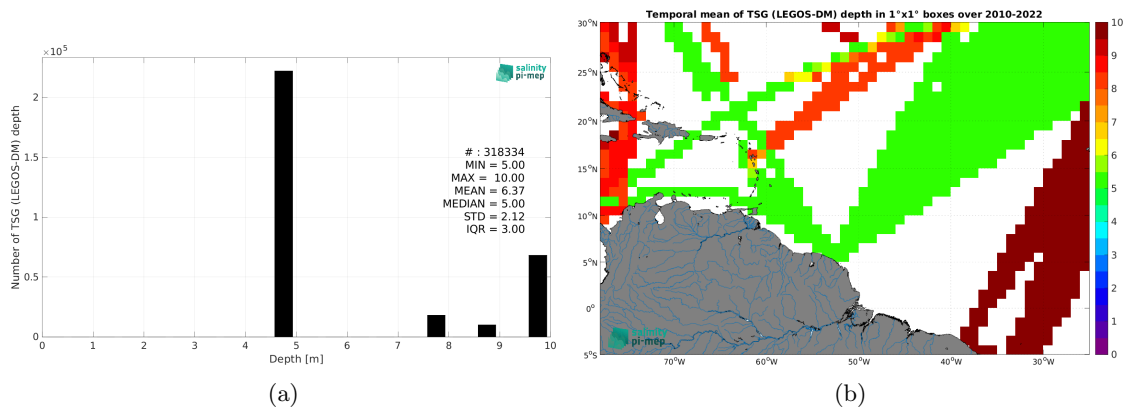 ×10⁵
2
1.5
1
0.5
0
Number of TSG (LEGOS-DM) depth
salinity
pi-mep
# : 318334
MIN = 5.00
MAX = 10.00
MEAN = 6.37
MEDIAN = 5.00
STD = 2.12
IQR = 3.00
0 1 2 3 4 5 6 7 8 9 10
Depth [m]
(a)
Temporal mean of TSG (LEGOS-DM) depth in 1°x1° boxes over 2010-2022
30°N
25°N
20°N
15°N
10°N
5°N
0°
5°S
salinity
pi-mep
70°W 60°W 50°W 40°W 30°W
10
9
8
7
6
5
4
3
2
1
0
(b)